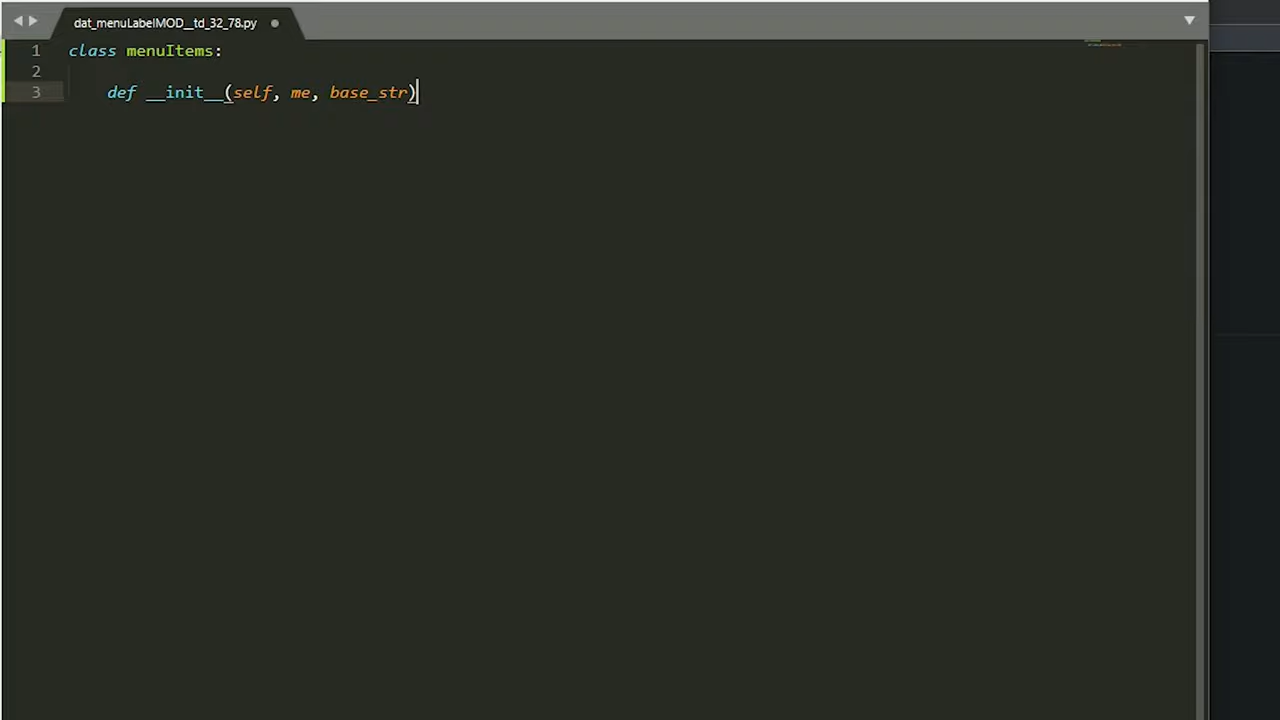 dat_menuLabelMOD__td_32_78.py
1 class menuItems:
2
3 def __init__(self, me, base_str)